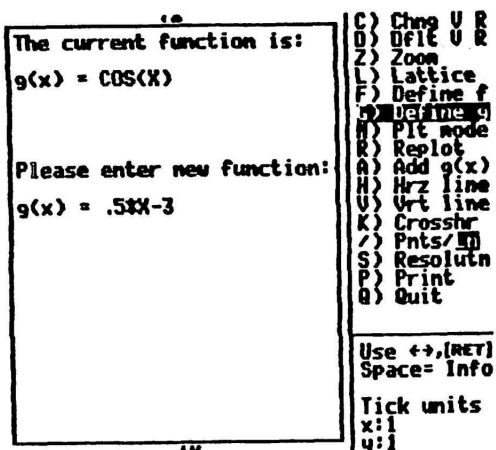 The current function is:
g(x) = COS(X)
Please enter new function:
g(x) = .5*X-3
C) Chng V R
D) Dflt V R
Z) Zoom
L) Lattice
F) Define f
G) Define g
M) Plt mode
R) Replot
A) Add g(x)
H) Hrz line
V) Vrt line
K) Crosshr
/) Pnts/
S) Resolutn
P) Print
Q) Quit
Use ←→,[RET]
Space= Info
Tick units
x:1
y:1